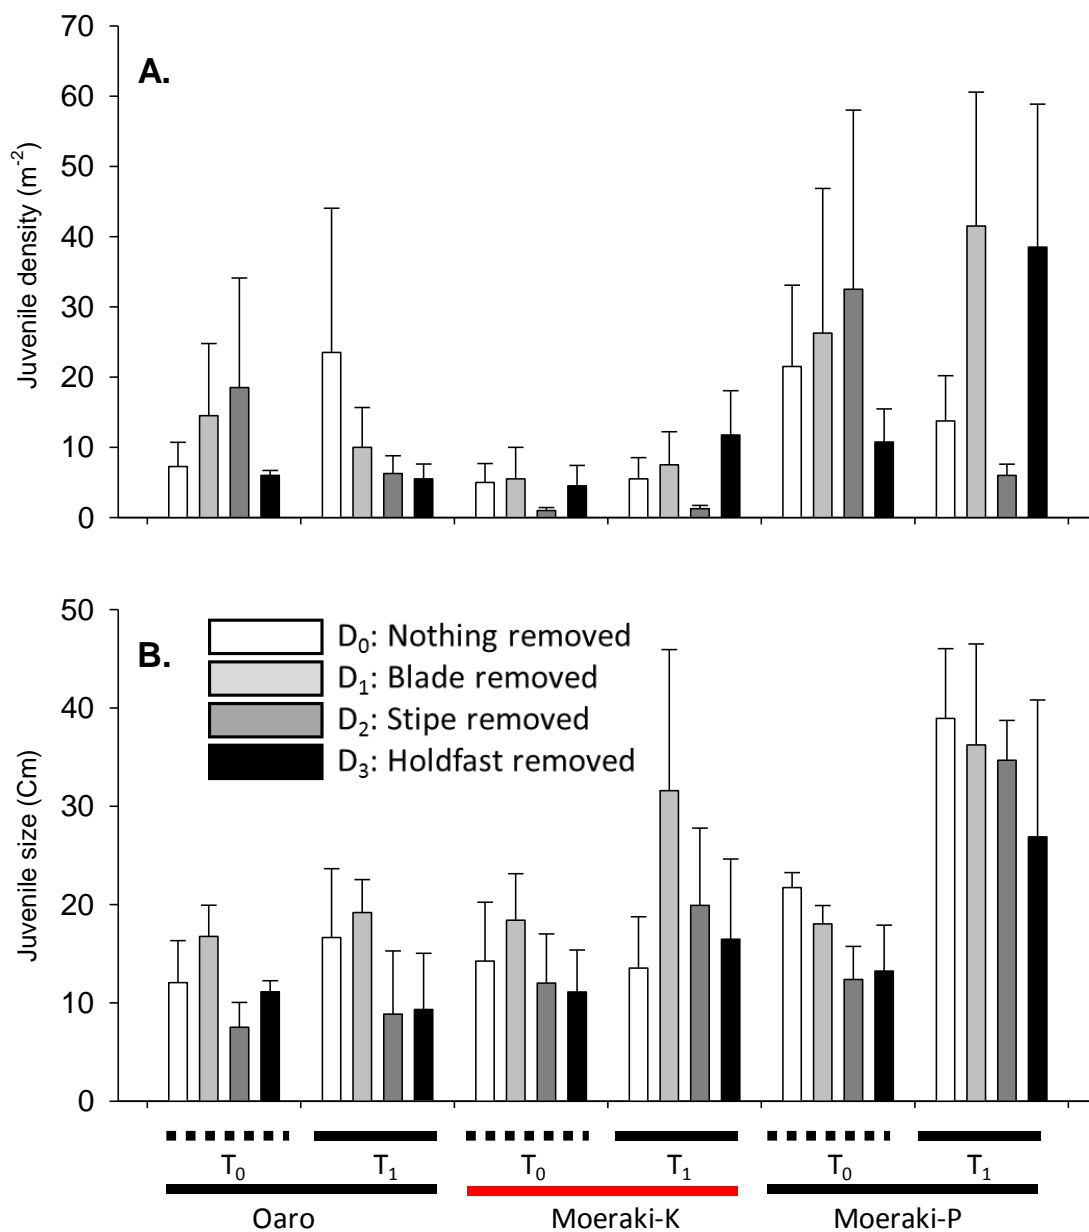 70
60
50
40
30
20
10
0
Juvenile density (m⁻²)
A.
50
40
30
20
10
0
Juvenile size (Cm)
B.
D₀: Nothing removed
D₁: Blade removed
D₂: Stipe removed
D₃: Holdfast removed
T₀ T₁ T₀ T₁ T₀ T₁
Oaro Moeraki-K Moeraki-P